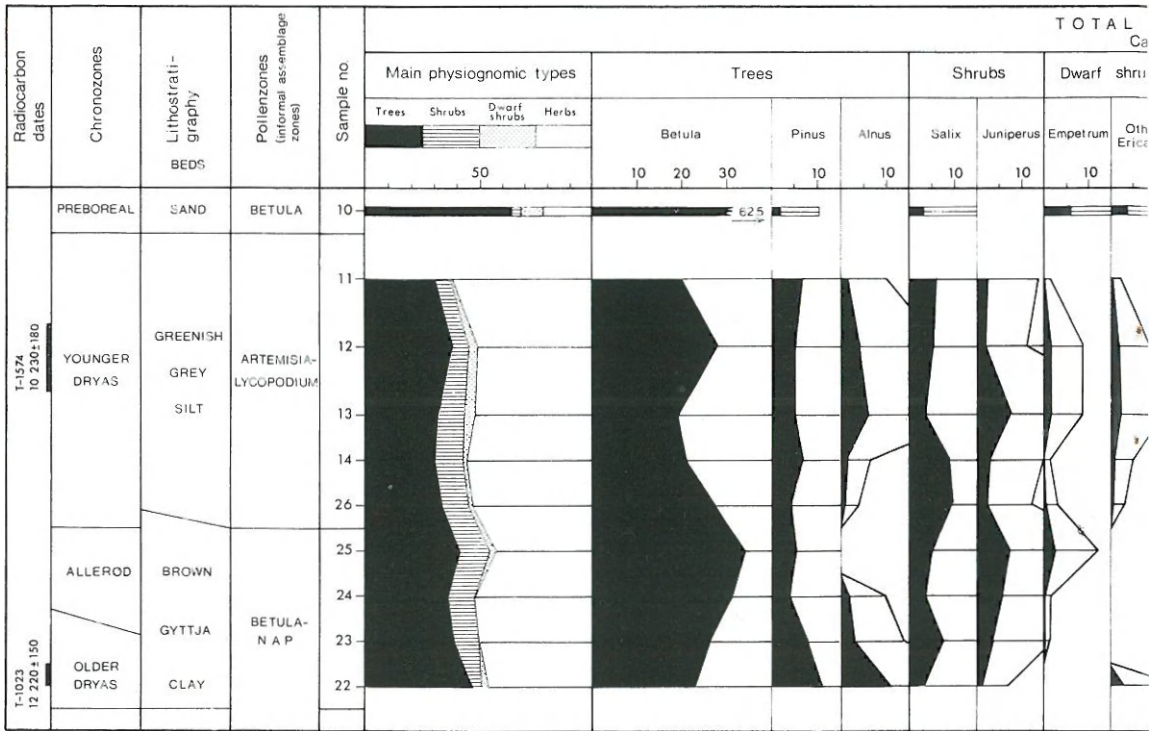 TOTAL
Ca
Radiocarbon
dates
Chronozones
Lithostrati-
graphy
BEDS
Pollenzones
(informal assemblage
zones)
Sample no.
Main physiognomic types
Trees
Shrubs
Dwarf shru
Trees
Shrubs
Dwarf
shrubs
Herbs
Betula
Pinus
Alnus
Salix
Juniperus
Empetrum
Oth
Erica
50
10 20 30
10
10
10
10
10
PREBOREAL
SAND
BETULA
10
62.5
11
T-1574
10 230±180
YOUNGER
DRYAS
GREENISH
GREY
SILT
ARTEMISIA-
LYCOPODIUM
12
13
14
26
ALLERØD
BROWN
GYTTJA
CLAY
BETULA-
NAP
25
24
23
T-1023
12 220±150
OLDER
DRYAS
22